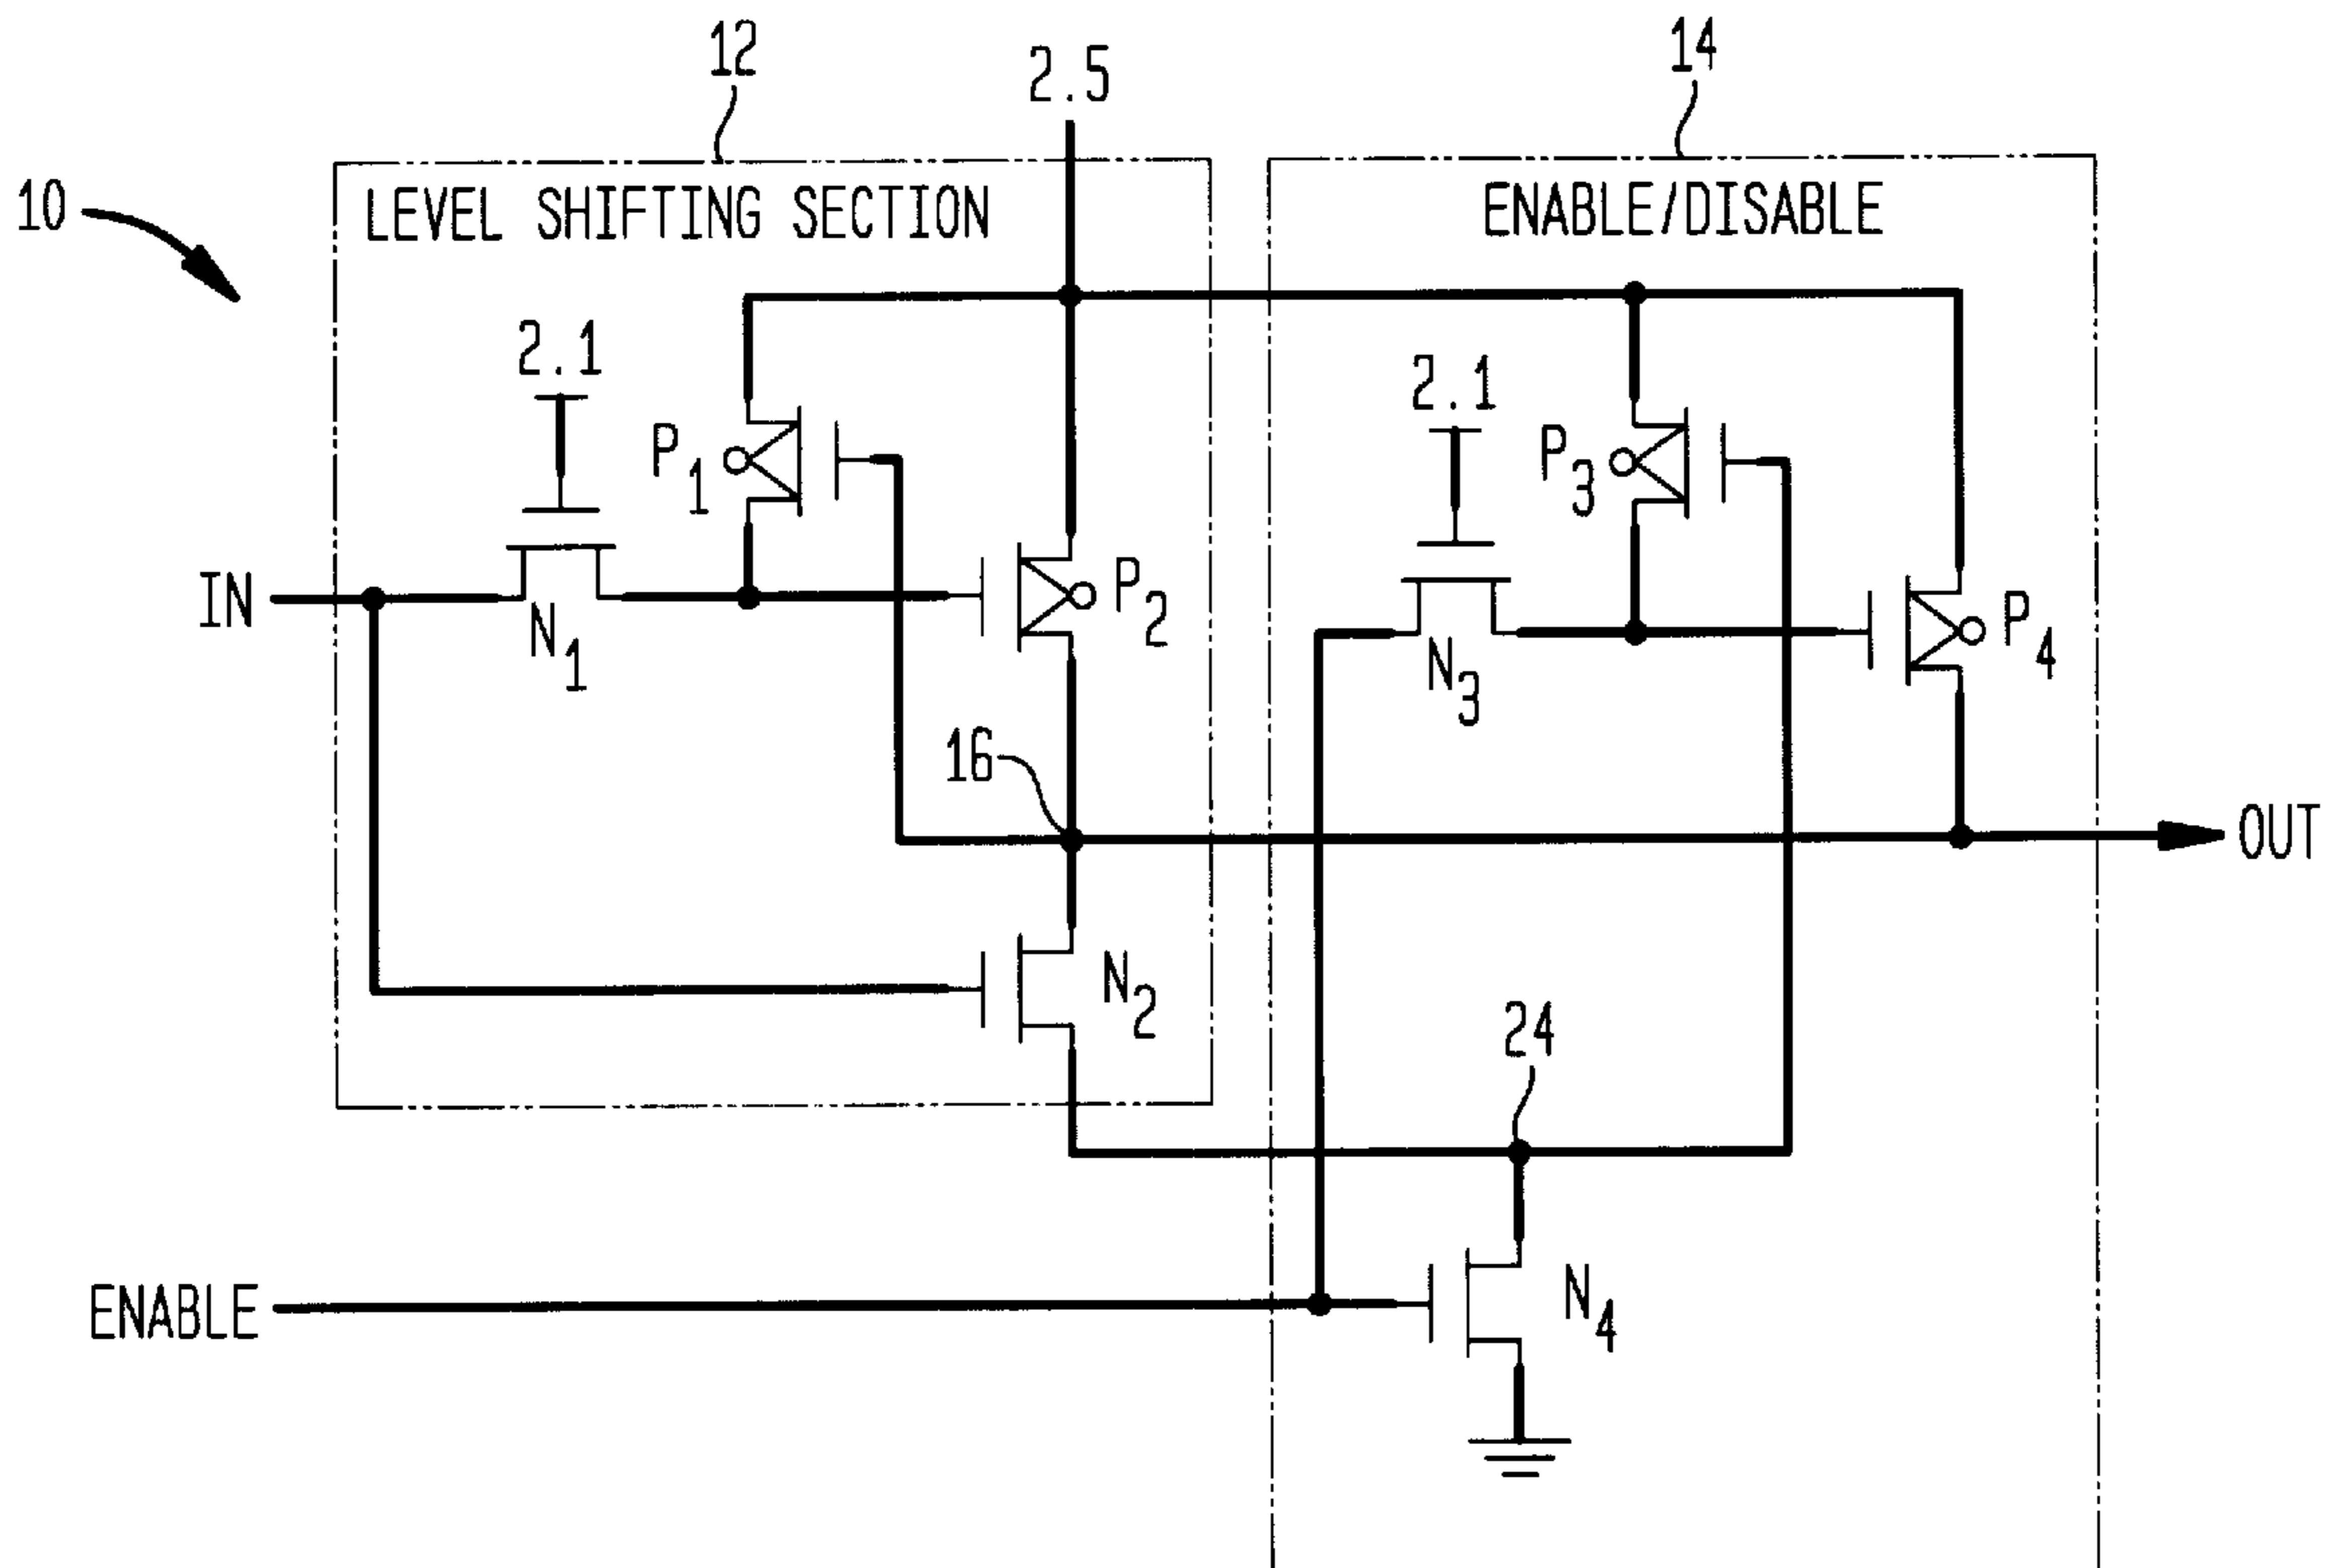 12
2.5
14
10
LEVEL SHIFTING SECTION
ENABLE/DISABLE
2.1
2.1
P1
P3
IN
N1
P2
N3
P4
16
OUT
N2
24
ENABLE
N4